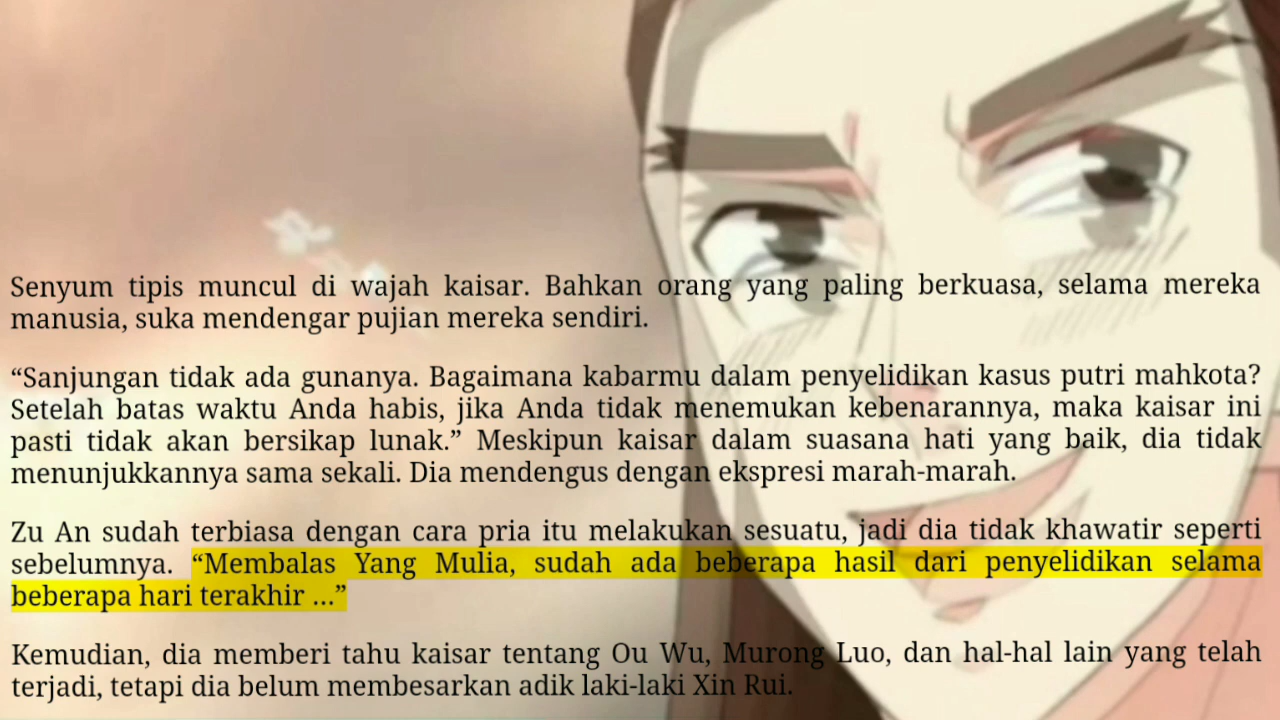 Senyum tipis muncul di wajah kaisar. Bahkan orang yang paling berkuasa, selama mereka
manusia, suka mendengar pujian mereka sendiri.
“Sanjungan tidak ada gunanya. Bagaimana kabarmu dalam penyelidikan kasus putri mahkota?
Setelah batas waktu Anda habis, jika Anda tidak menemukan kebenarannya, maka kaisar ini
pasti tidak akan bersikap lunak.” Meskipun kaisar dalam suasana hati yang baik, dia tidak
menunjukkannya sama sekali. Dia mendengus dengan ekspresi marah-marah.
Zu An sudah terbiasa dengan cara pria itu melakukan sesuatu, jadi dia tidak khawatir seperti
sebelumnya. “Membalas Yang Mulia, sudah ada beberapa hasil dari penyelidikan selama
beberapa hari terakhir ...”
Kemudian, dia memberi tahu kaisar tentang Ou Wu, Murong Luo, dan hal-hal lain yang telah
terjadi, tetapi dia belum membesarkan adik laki-laki Xin Rui.